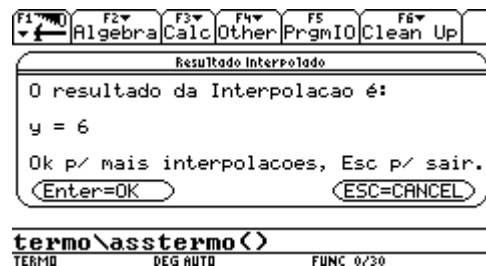 F1 F2 F3 F4 F5 F6
Algebra Calc Other PrgmIO Clean Up
Resultado Interpolado
O resultado da Interpolacao é:
y = 6
Ok p/ mais interpolacoes, Esc p/ sair.
Enter=OK ESC=CANCEL
termo\asstermo()
TERMO DEG AUTO FUNC 0/30